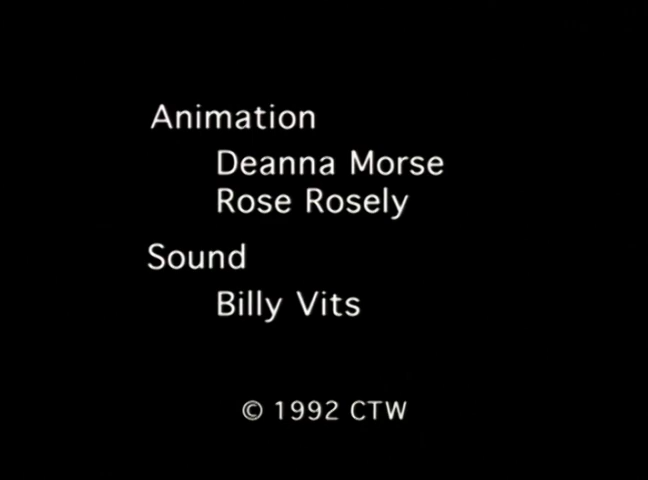 Animation
Deanna Morse
Rose Rosely
Sound
Billy Vits
© 1992 CTW